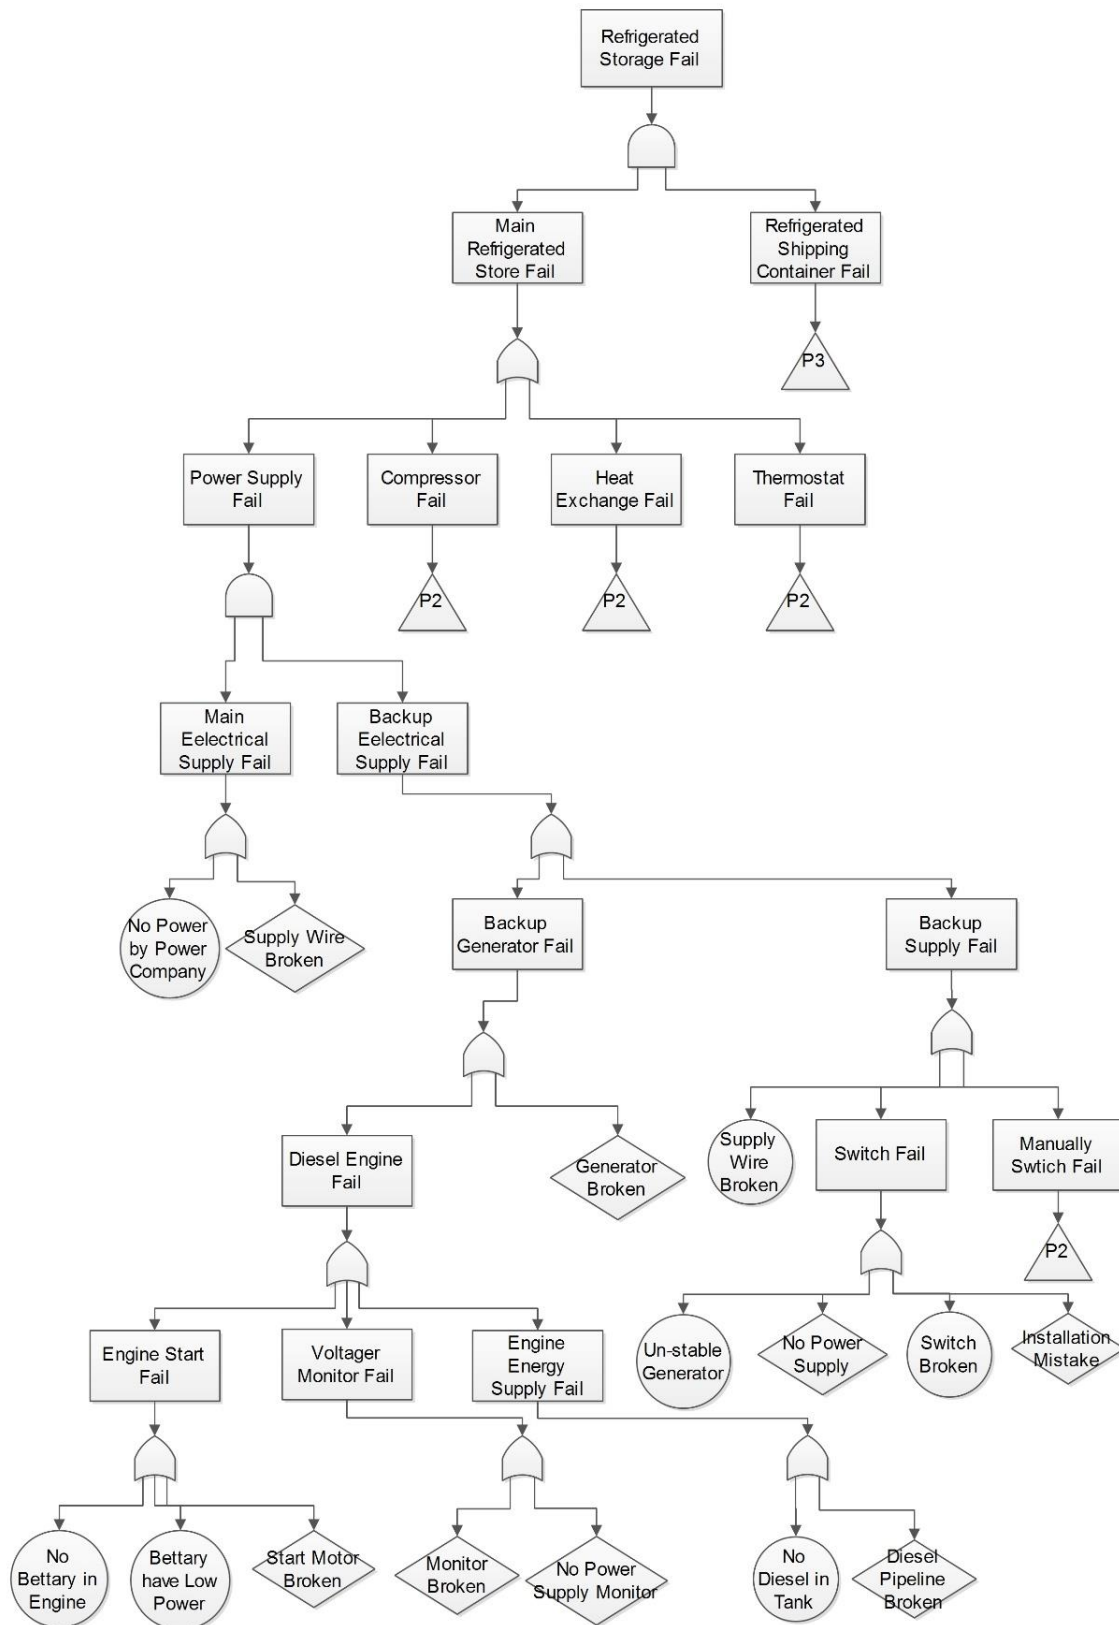 Refrigerated
Storage Fail
Main
Refrigerated
Store Fail
Refrigerated
Shipping
Container Fail
P3
Power Supply
Fail
Compressor
Fail
Heat
Exchange Fail
Thermostat
Fail
P2
P2
P2
Main
Eelectrical
Supply Fail
Backup
Eelectrical
Supply Fail
No Power
by Power
Company
Supply Wire
Broken
Backup
Generator Fail
Backup
Supply Fail
Diesel Engine
Fail
Generator
Broken
Supply
Wire
Broken
Switch Fail
Manually
Swtich Fail
P2
Engine Start
Fail
Voltager
Monitor Fail
Engine
Energy
Supply Fail
Un-stable
Generator
No Power
Supply
Switch
Broken
Installation
Mistake
No
Bettary in
Engine
Bettary
have Low
Power
Start Motor
Broken
Monitor
Broken
No Power
Supply Monitor
No
Diesel in
Tank
Diesel
Pipeline
Broken